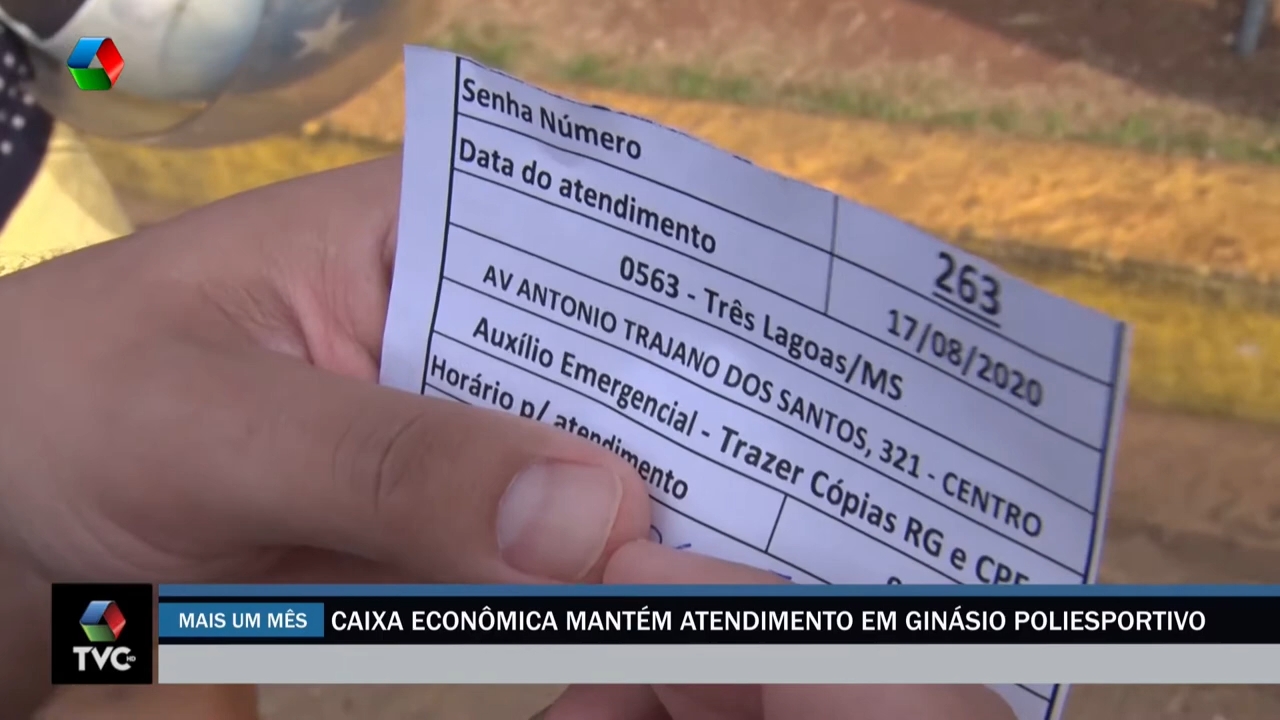 Senha Número
263
Data do atendimento
17/08/2020
0563 - Três Lagoas/MS
AV ANTONIO TRAJANO DOS SANTOS, 321 - CENTRO
Auxílio Emergencial - Trazer Cópias RG e CPF
Horário p/ atendimento
MAIS UM MÊS
CAIXA ECONÔMICA MANTÉM ATENDIMENTO EM GINÁSIO POLIESPORTIVO
TVC HD